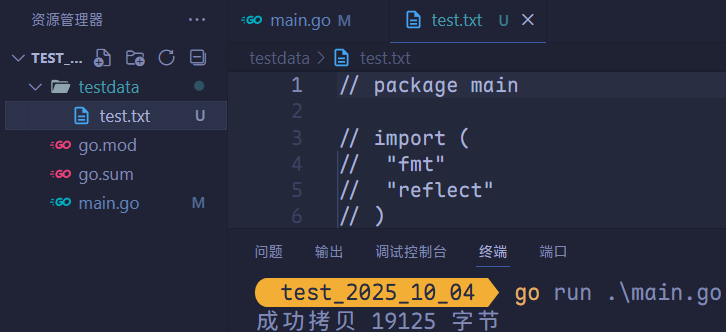 资源管理器
TEST_...
testdata
test.txt U
go.mod
go.sum
main.go M
main.go M
test.txt U
testdata > test.txt
1 // package main
2
3 // import (
4 //  "fmt"
5 //  "reflect"
6 // )
问题 输出 调试控制台 终端 端口
test_2025_10_04 go run .\main.go
成功拷贝 19125 字节